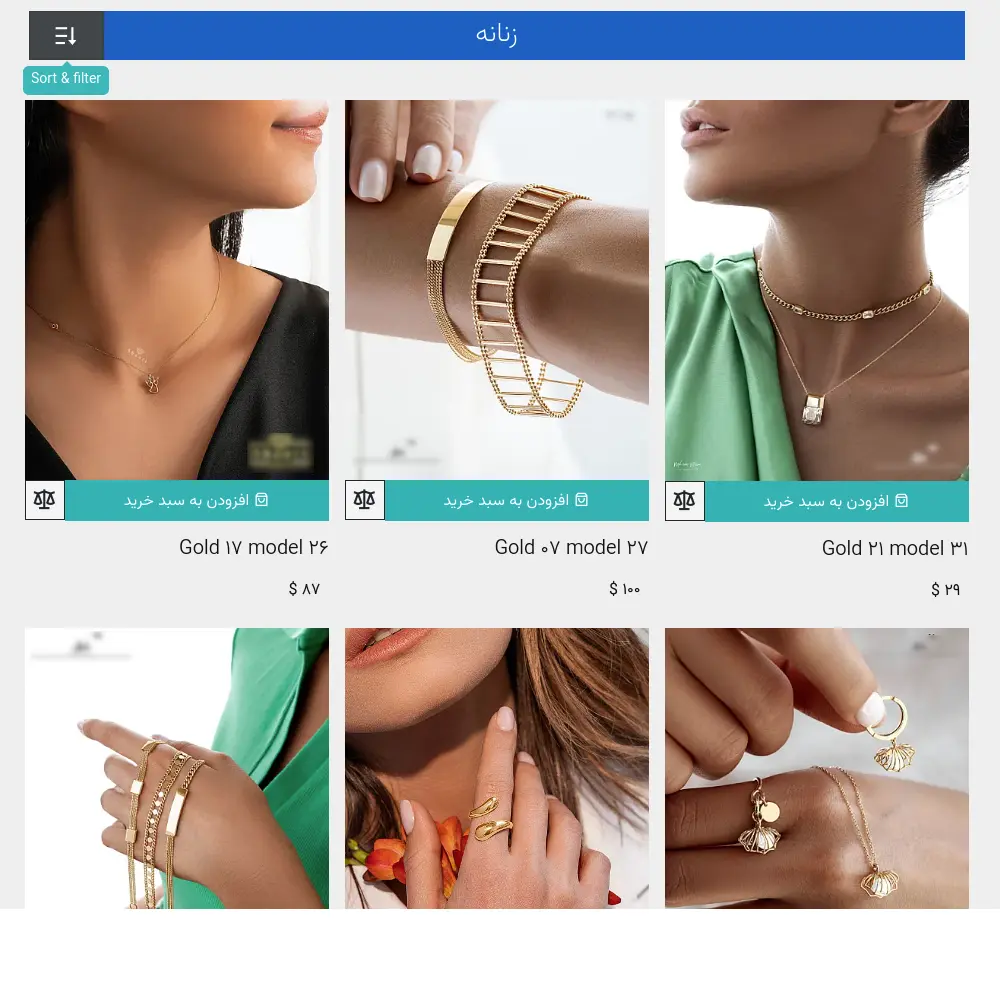 زنانه
Sort & filter
افزودن به سبد خرید
افزودن به سبد خرید
افزودن به سبد خرید
Gold ۲۱ model ۳۱
Gold ۰۷ model ۲۷
Gold ۱۷ model ۲۶
$ ۲۹
$ ۱۰۰
$ ۸۷